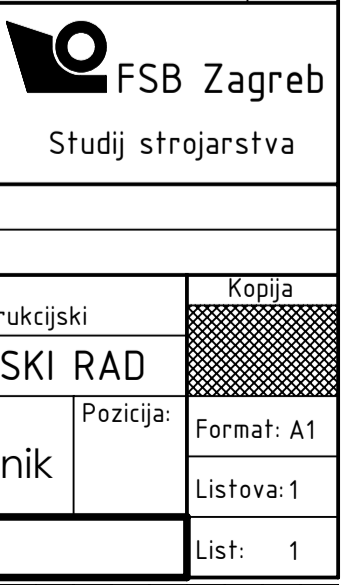 FSB Zagreb
Studij strojarstva
Kopija
rukcijski
SKI RAD
Pozicija:
Format: A1
nik
Listova: 1
List: 1